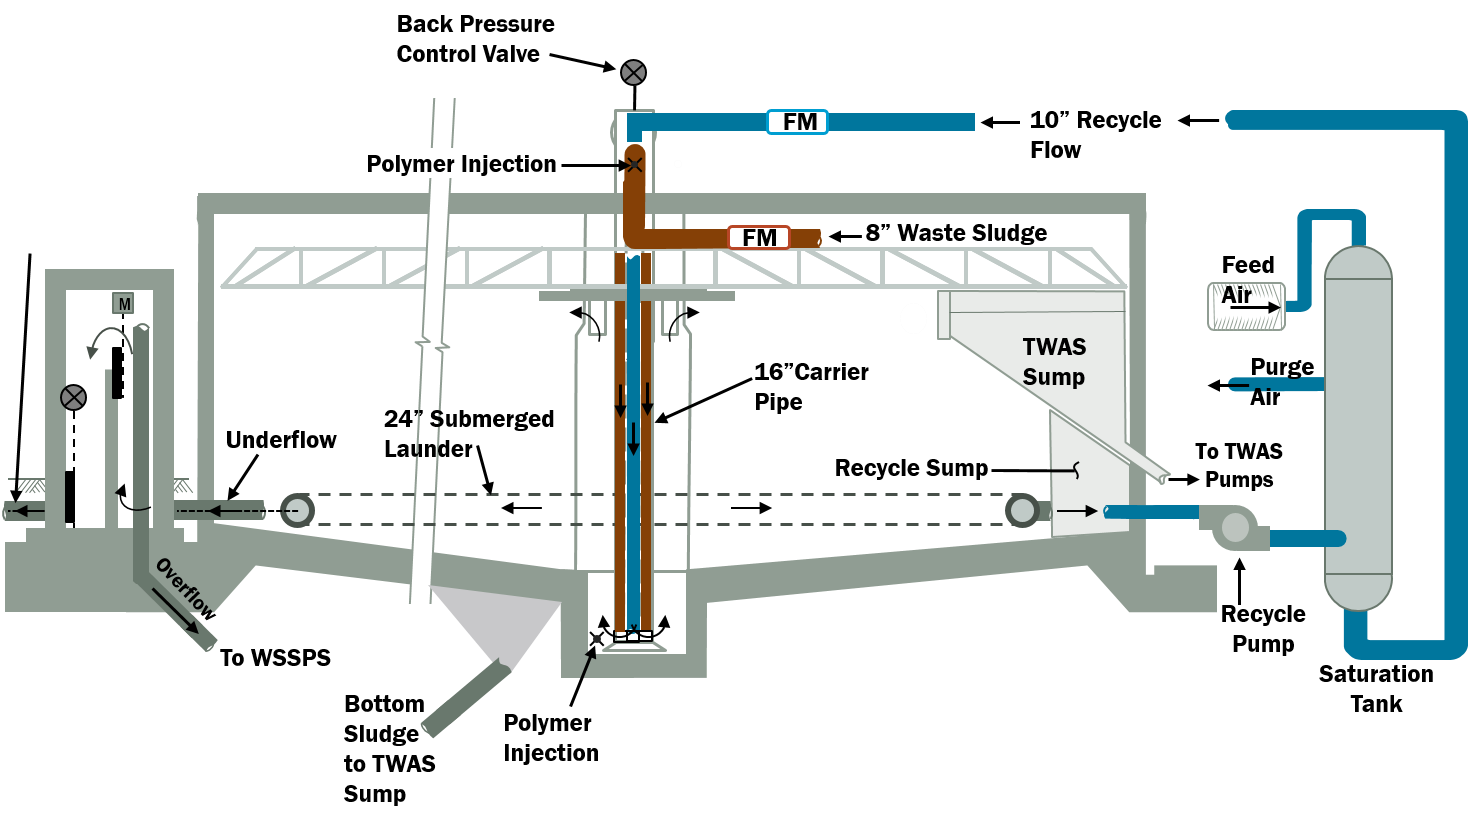 Back Pressure
Control Valve
FM
10” Recycle
Flow
Polymer Injection
FM
8” Waste Sludge
Feed
Air
M
TWAS
Sump
16”Carrier
Pipe
Purge
Air
24” Submerged
Launder
Underflow
Recycle Sump
To TWAS
Pumps
Overflow
Recycle
Pump
To WSSPS
Saturation
Tank
Bottom
Sludge
to TWAS
Sump
Polymer
Injection